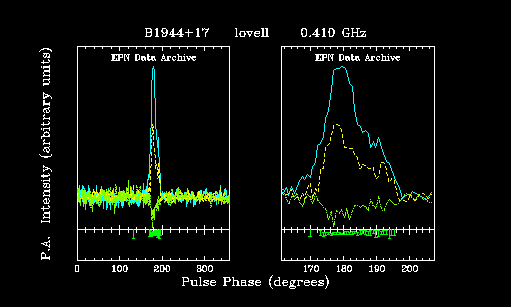 B1944+17 lovell 0.410 GHz
EPN Data Archive EPN Data Archive
P.A. Intensity (arbitrary units)
0 100 200 300 170 180 190 200
Pulse Phase (degrees)